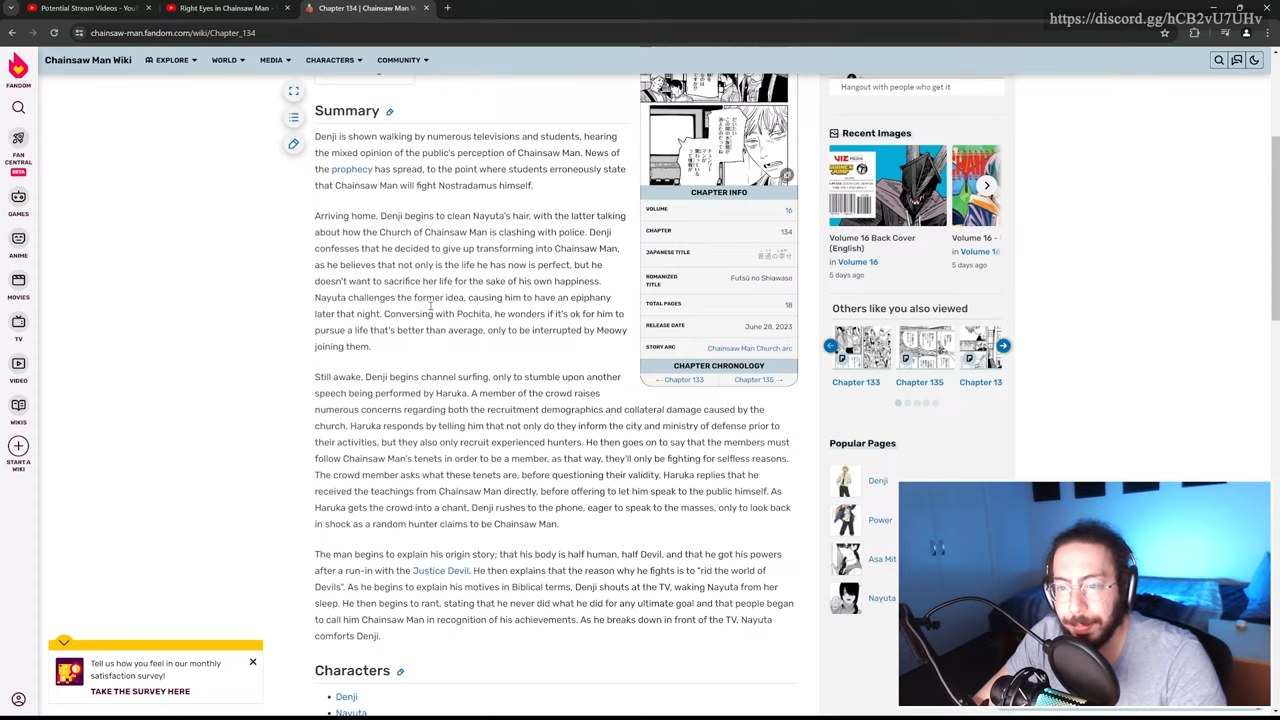 Potential Stream Videos - YouTu
Right Eyes in Chainsaw Man -
Chapter 134 | Chainsaw Man W
https://discord.gg/hCB2vU7UHv
chainsaw-man.fandom.com/wiki/Chapter_134
FANDOM
Chainsaw Man Wiki
EXPLORE
WORLD
MEDIA
CHARACTERS
COMMUNITY
FAN
CENTRAL
BETA
GAMES
ANIME
MOVIES
TV
VIDEO
WIKIS
START A
WIKI
Summary
Denji is shown walking by numerous televisions and students, hearing
the mixed opinion of the public's perception of Chainsaw Man. News of
the prophecy has spread, to the point where students erroneously state
that Chainsaw Man will fight Nostradamus himself.
Arriving home, Denji begins to clean Nayuta's hair, with the latter talking
about how the Church of Chainsaw Man is clashing with police. Denji
confesses that he decided to give up transforming into Chainsaw Man,
as he believes that not only is the life he has now is perfect, but he
doesn't want to sacrifice her life for the sake of his own happiness.
Nayuta challenges the former idea, causing him to have an epiphany
later that night. Conversing with Pochita, he wonders if it's ok for him to
pursue a life that's better than average, only to be interrupted by Meowy
joining them.
Still awake, Denji begins channel surfing, only to stumble upon another
speech being performed by Haruka. A member of the crowd raises
numerous concerns regarding both the recruitment demographics and collateral damage caused by the
church. Haruka responds by telling him that not only do they inform the city and ministry of defense prior to
their activities, but they also only recruit experienced hunters. He then goes on to say that the members must
follow Chainsaw Man's tenets in order to be a member, as that way, they'll only be fighting for selfless reasons.
The crowd member asks what these tenets are, before questioning their validity. Haruka replies that he
received the teachings from Chainsaw Man directly, before offering to let him speak to the public himself. As
Haruka gets the crowd into a chant, Denji rushes to the phone, eager to speak to the masses, only to look back
in shock as a random hunter claims to be Chainsaw Man.
The man begins to explain his origin story; that his body is half human, half Devil, and that he got his powers
after a run-in with the Justice Devil. He then explains that the reason why he fights is to "rid the world of
Devils". As he begins to explain his motives in Biblical terms, Denji shouts at the TV, waking Nayuta from her
sleep. He then begins to rant, stating that he never did what he did for any ultimate goal and that people began
to call him Chainsaw Man in recognition of his achievements. As he breaks down in front of the TV, Nayuta
comforts Denji.
Characters
Denji
Nayuta
CHAPTER INFO
VOLUME
16
CHAPTER
134
JAPANESE TITLE
普通の幸せ
ROMANIZED
TITLE
Futsū no Shiawase
TOTAL PAGES
18
RELEASE DATE
June 28, 2023
STORY ARC
Chainsaw Man Church arc
CHAPTER CHRONOLOGY
← Chapter 133
Chapter 135 →
Hangout with people who get it
Recent Images
Volume 16 Back Cover
(English)
in Volume 16
5 days ago
Volume 16 -
in Volume 1
5 days ago
Others like you also viewed
Chapter 133
Chapter 135
Chapter 13
Popular Pages
Denji
Power
Asa Mit
Nayuta
Tell us how you feel in our monthly
satisfaction survey!
TAKE THE SURVEY HERE